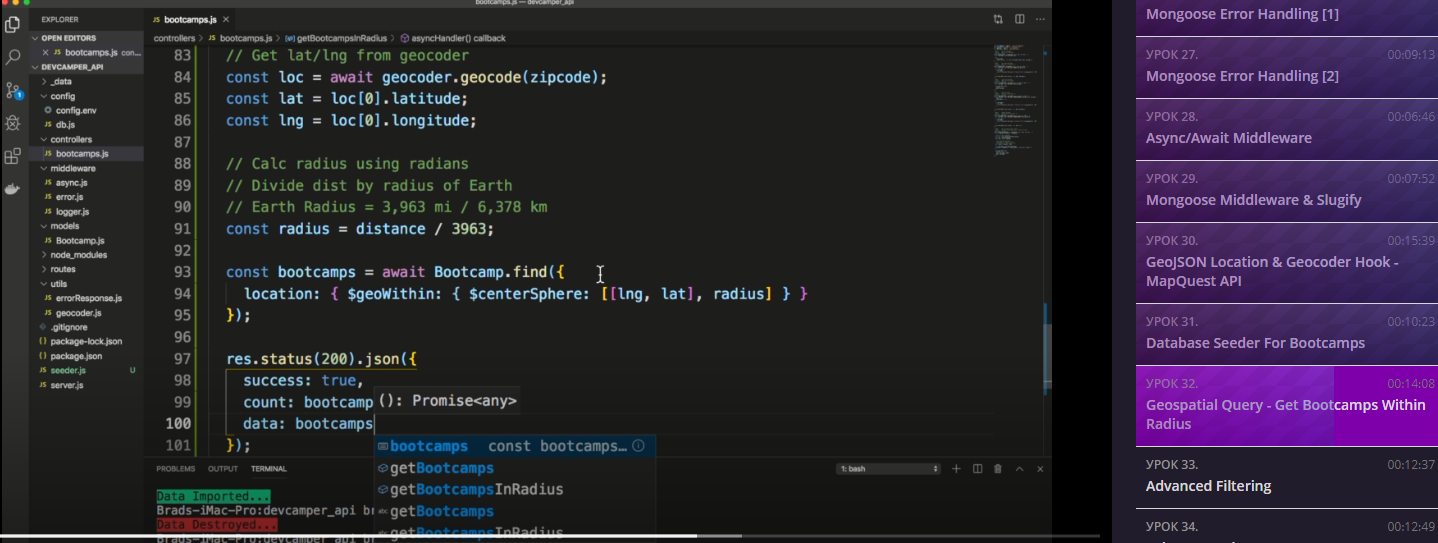 bootcamps.js — devcamper_api
EXPLORER
OPEN EDITORS
JS bootcamps.js con...
DEVCAMPER_API
_data
config
config.env
db.js
controllers
JS bootcamps.js
middleware
JS async.js
JS error.js
JS logger.js
models
JS Bootcamp.js
node_modules
routes
utils
JS errorResponse.js
JS geocoder.js
.gitignore
{} package-lock.json
{} package.json
JS seeder.js U
JS server.js
1
JS bootcamps.js ×
controllers > JS bootcamps.js > getBootcampsInRadius > asyncHandler() callback
83 // Get lat/lng from geocoder
84 const loc = await geocoder.geocode(zipcode);
85 const lat = loc[0].latitude;
86 const lng = loc[0].longitude;
87
88 // Calc radius using radians
89 // Divide dist by radius of Earth
90 // Earth Radius = 3,963 mi / 6,378 km
91 const radius = distance / 3963;
92
93 const bootcamps = await Bootcamp.find({
94 location: { $geoWithin: { $centerSphere: [[lng, lat], radius] } }
95 });
96
97 res.status(200).json({
98 success: true,
99 count: bootcamp
(): Promise<any>
100 data: bootcamps
101 });
bootcamps const bootcamps...
getBootcamps
getBootcampsInRadius
getBootcamps
getBootcampsInRadius
PROBLEMS OUTPUT TERMINAL
1: bash
Data Imported...
Brads-iMac-Pro:devcamper_api br
Data Destroyed...
Brads-iMac-Pro:devcamper_api br
Mongoose Error Handling [1]
УРОК 27. 00:09:13
Mongoose Error Handling [2]
УРОК 28. 00:06:46
Async/Await Middleware
УРОК 29. 00:07:52
Mongoose Middleware & Slugify
УРОК 30. 00:15:39
GeoJSON Location & Geocoder Hook -
MapQuest API
УРОК 31. 00:10:23
Database Seeder For Bootcamps
УРОК 32. 00:14:08
Geospatial Query - Get Bootcamps Within
Radius
УРОК 33. 00:12:37
Advanced Filtering
УРОК 34. 00:12:49